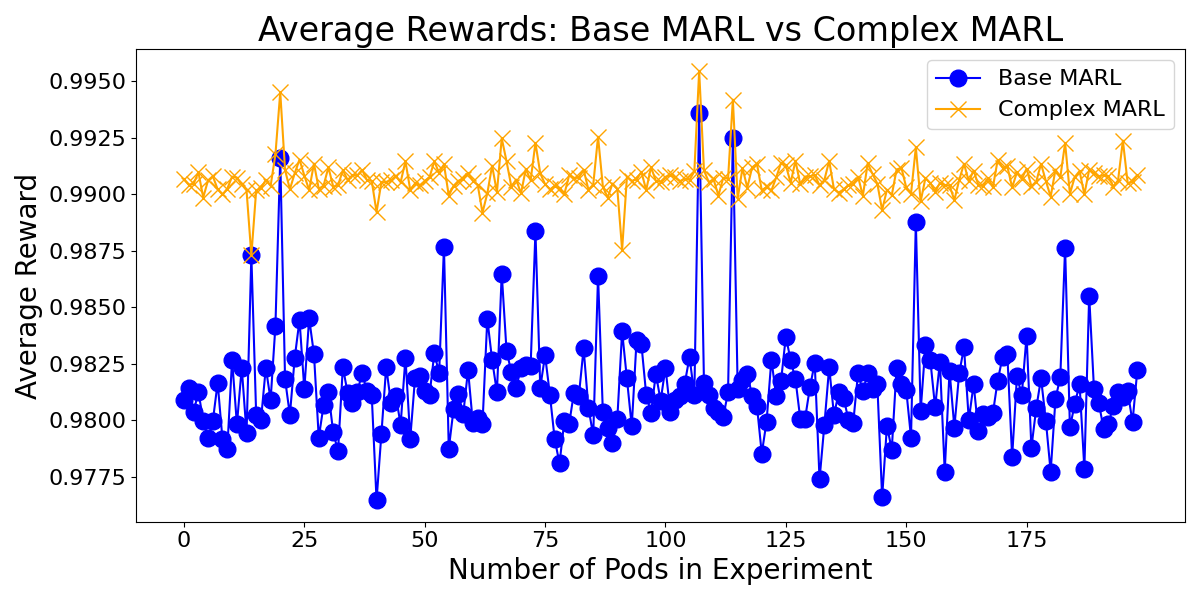 Average Rewards: Base MARL vs Complex MARL
Base MARL
Complex MARL
Average Reward
0.9950
0.9925
0.9900
0.9875
0.9850
0.9825
0.9800
0.9775
0 25 50 75 100 125 150 175
Number of Pods in Experiment